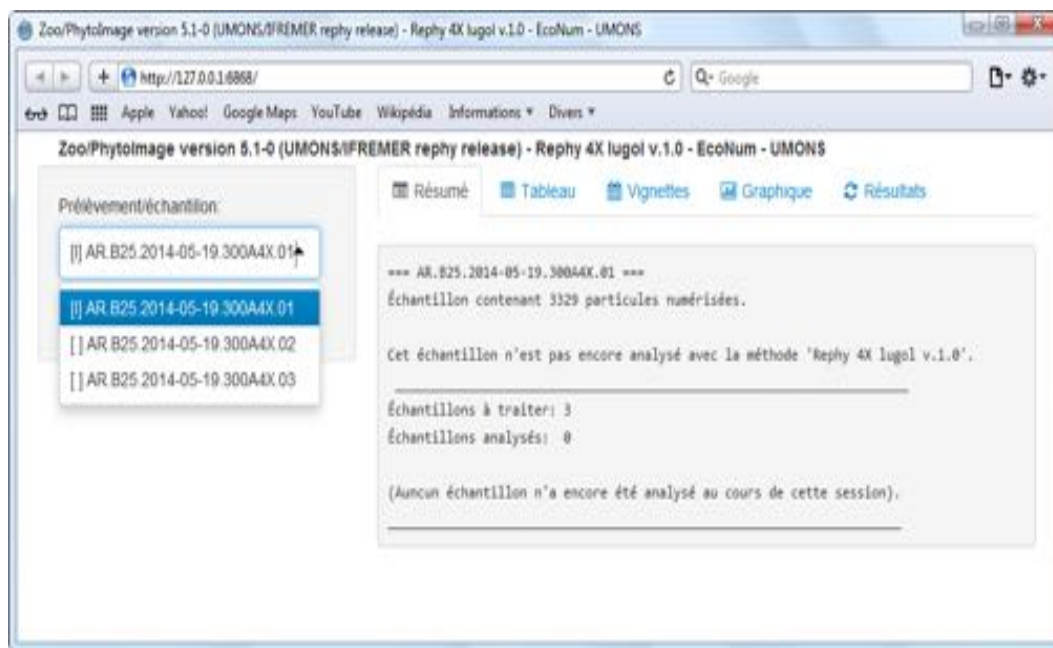 Zoo/PhytoImage version 5.1-0 (UMONS/IFREMER rephy release) - Rephy 4X lugol v.1.0 - EcoNum - UMONS
http://127.0.0.1:6868/
Google
Apple Yahoo! Google Maps YouTube Wikipédia Informations Divers
Zoo/PhytoImage version 5.1-0 (UMONS/IFREMER rephy release) - Rephy 4X lugol v.1.0 - EcoNum - UMONS
Résumé Tableau Vignettes Graphique Résultats
Prélèvement/échantillon:
[I] AR.B25.2014-05-19.300A4X.01
[I] AR.B25.2014-05-19.300A4X.01
[ ] AR.B25.2014-05-19.300A4X.02
[ ] AR.B25.2014-05-19.300A4X.03
=== AR.B25.2014-05-19.300A4X.01 ===
Échantillon contenant 3329 particules numérisées.
Cet échantillon n'est pas encore analysé avec la méthode 'Rephy 4X lugol v.1.0'.
Échantillons à traiter: 3
Échantillons analysés: 0
(Auncun échantillon n'a encore été analysé au cours de cette session).